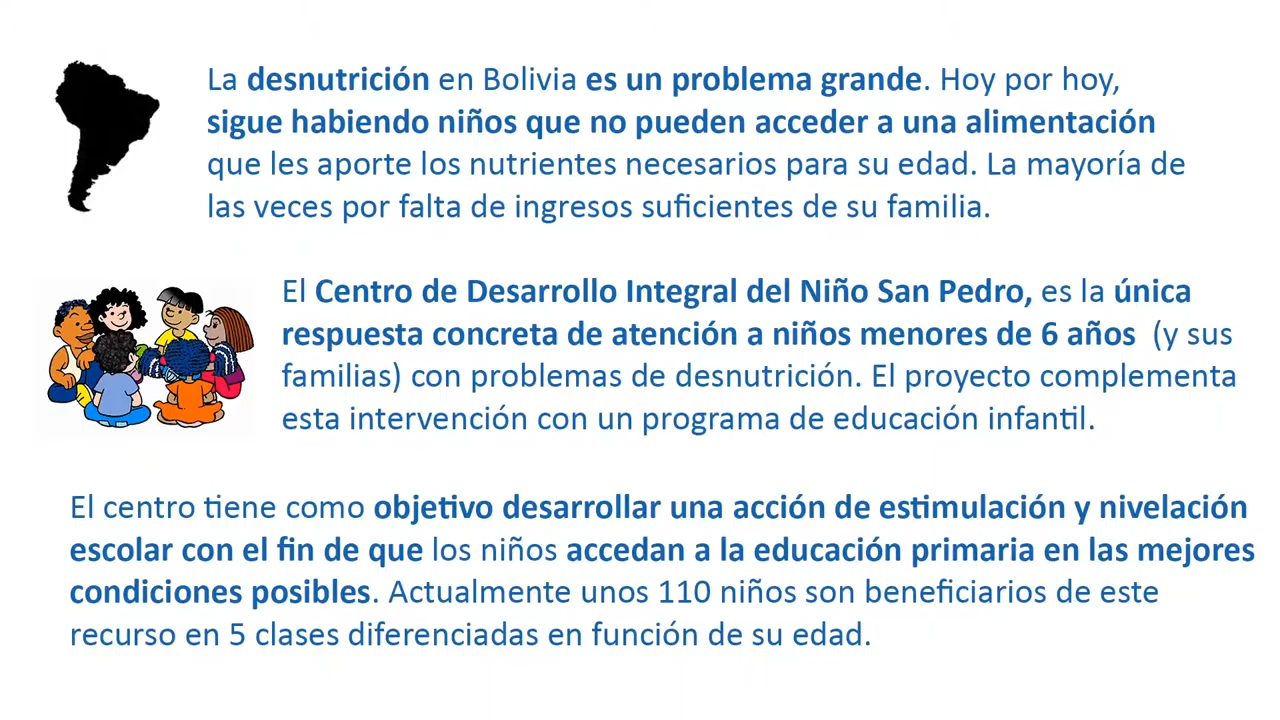 La desnutrición en Bolivia es un problema grande. Hoy por hoy,
sigue habiendo niños que no pueden acceder a una alimentación
que les aporte los nutrientes necesarios para su edad. La mayoría de
las veces por falta de ingresos suficientes de su familia.
El Centro de Desarrollo Integral del Niño San Pedro, es la única
respuesta concreta de atención a niños menores de 6 años (y sus
familias) con problemas de desnutrición. El proyecto complementa
esta intervención con un programa de educación infantil.
El centro tiene como objetivo desarrollar una acción de estimulación y nivelación
escolar con el fin de que los niños accedan a la educación primaria en las mejores
condiciones posibles. Actualmente unos 110 niños son beneficiarios de este
recurso en 5 clases diferenciadas en función de su edad.